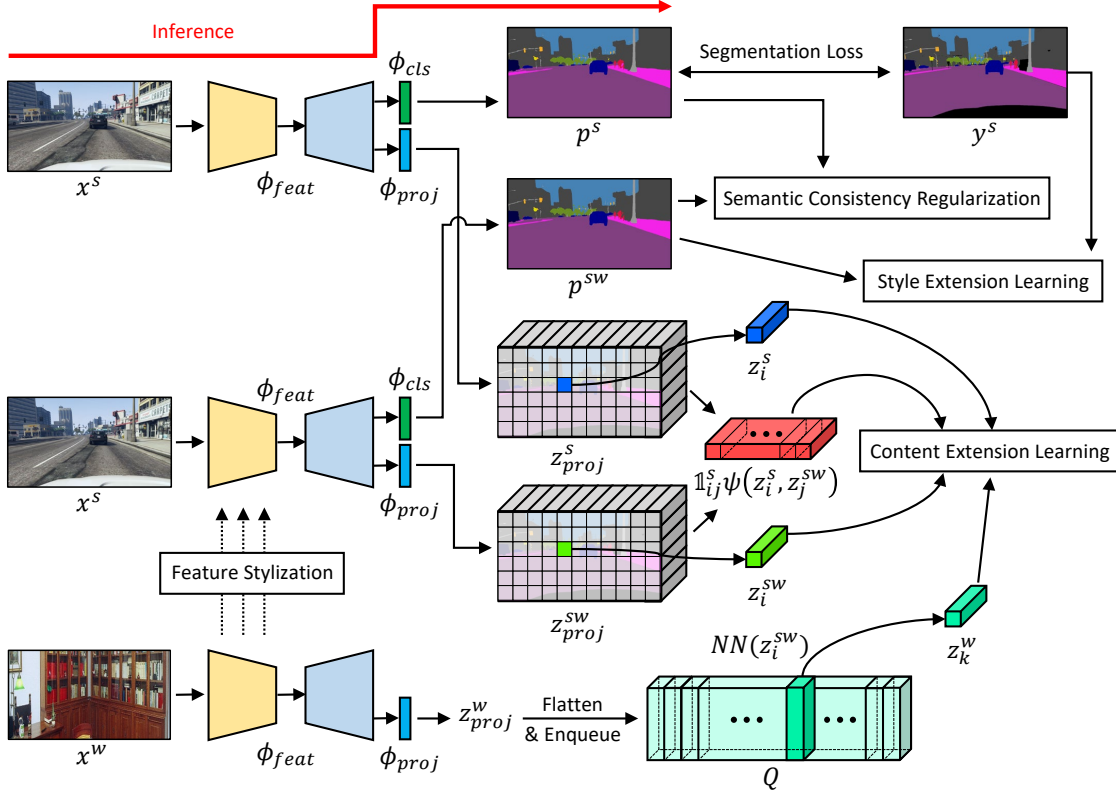 Inference
ϕ_cls
Segmentation Loss
x^s
ϕ_feat
ϕ_proj
p^s
y^s
Semantic Consistency Regularization
p^sw
Style Extension Learning
z_i^s
ϕ_feat
ϕ_cls
x^s
ϕ_proj
z_proj^s
𝟙_ij^s ψ(z_i^s, z_j^sw)
Content Extension Learning
Feature Stylization
z_proj^sw
z_i^sw
NN(z_i^sw)
z_k^w
x^w
ϕ_feat
ϕ_proj
z_proj^w
Flatten
& Enqueue
Q